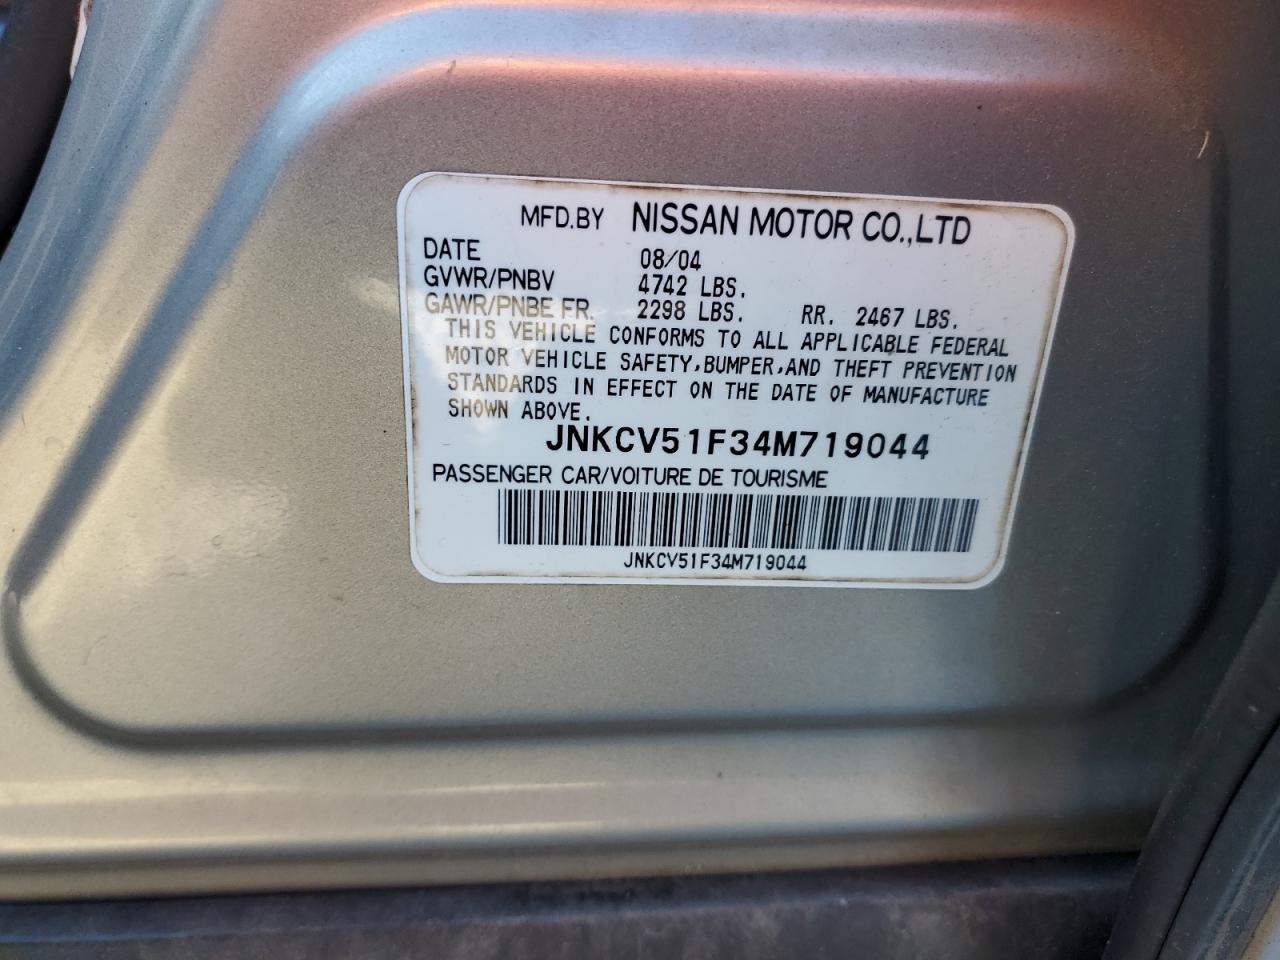 MFD.BY NISSAN MOTOR CO.,LTD
DATE 08/04
GVWR/PNBV 4742 LBS.
GAWR/PNBE FR. 2298 LBS. RR. 2467 LBS.
THIS VEHICLE CONFORMS TO ALL APPLICABLE FEDERAL
MOTOR VEHICLE SAFETY,BUMPER,AND THEFT PREVENTION
STANDARDS IN EFFECT ON THE DATE OF MANUFACTURE
SHOWN ABOVE.
JNKCV51F34M719044
PASSENGER CAR/VOITURE DE TOURISME
JNKCV51F34M719044